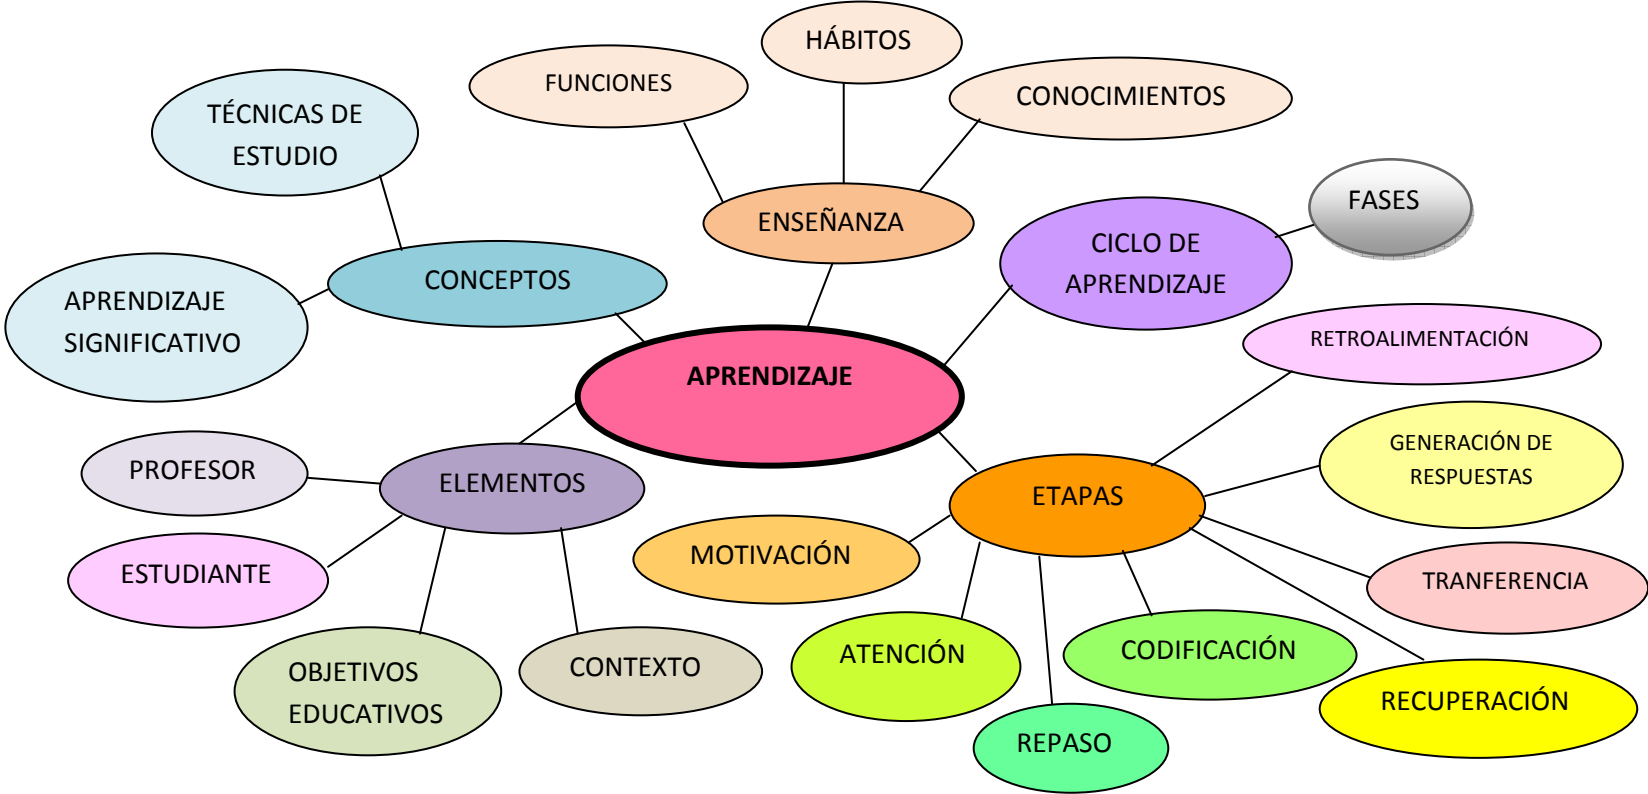 HÁBITOS
FUNCIONES
CONOCIMIENTOS
TÉCNICAS DE
ESTUDIO
FASES
ENSEÑANZA
CICLO DE
APRENDIZAJE
CONCEPTOS
APRENDIZAJE
SIGNIFICATIVO
RETROALIMENTACIÓN
APRENDIZAJE
GENERACIÓN DE
RESPUESTAS
PROFESOR
ELEMENTOS
ETAPAS
MOTIVACIÓN
ESTUDIANTE
TRANFERENCIA
ATENCIÓN
CODIFICACIÓN
OBJETIVOS
EDUCATIVOS
CONTEXTO
RECUPERACIÓN
REPASO